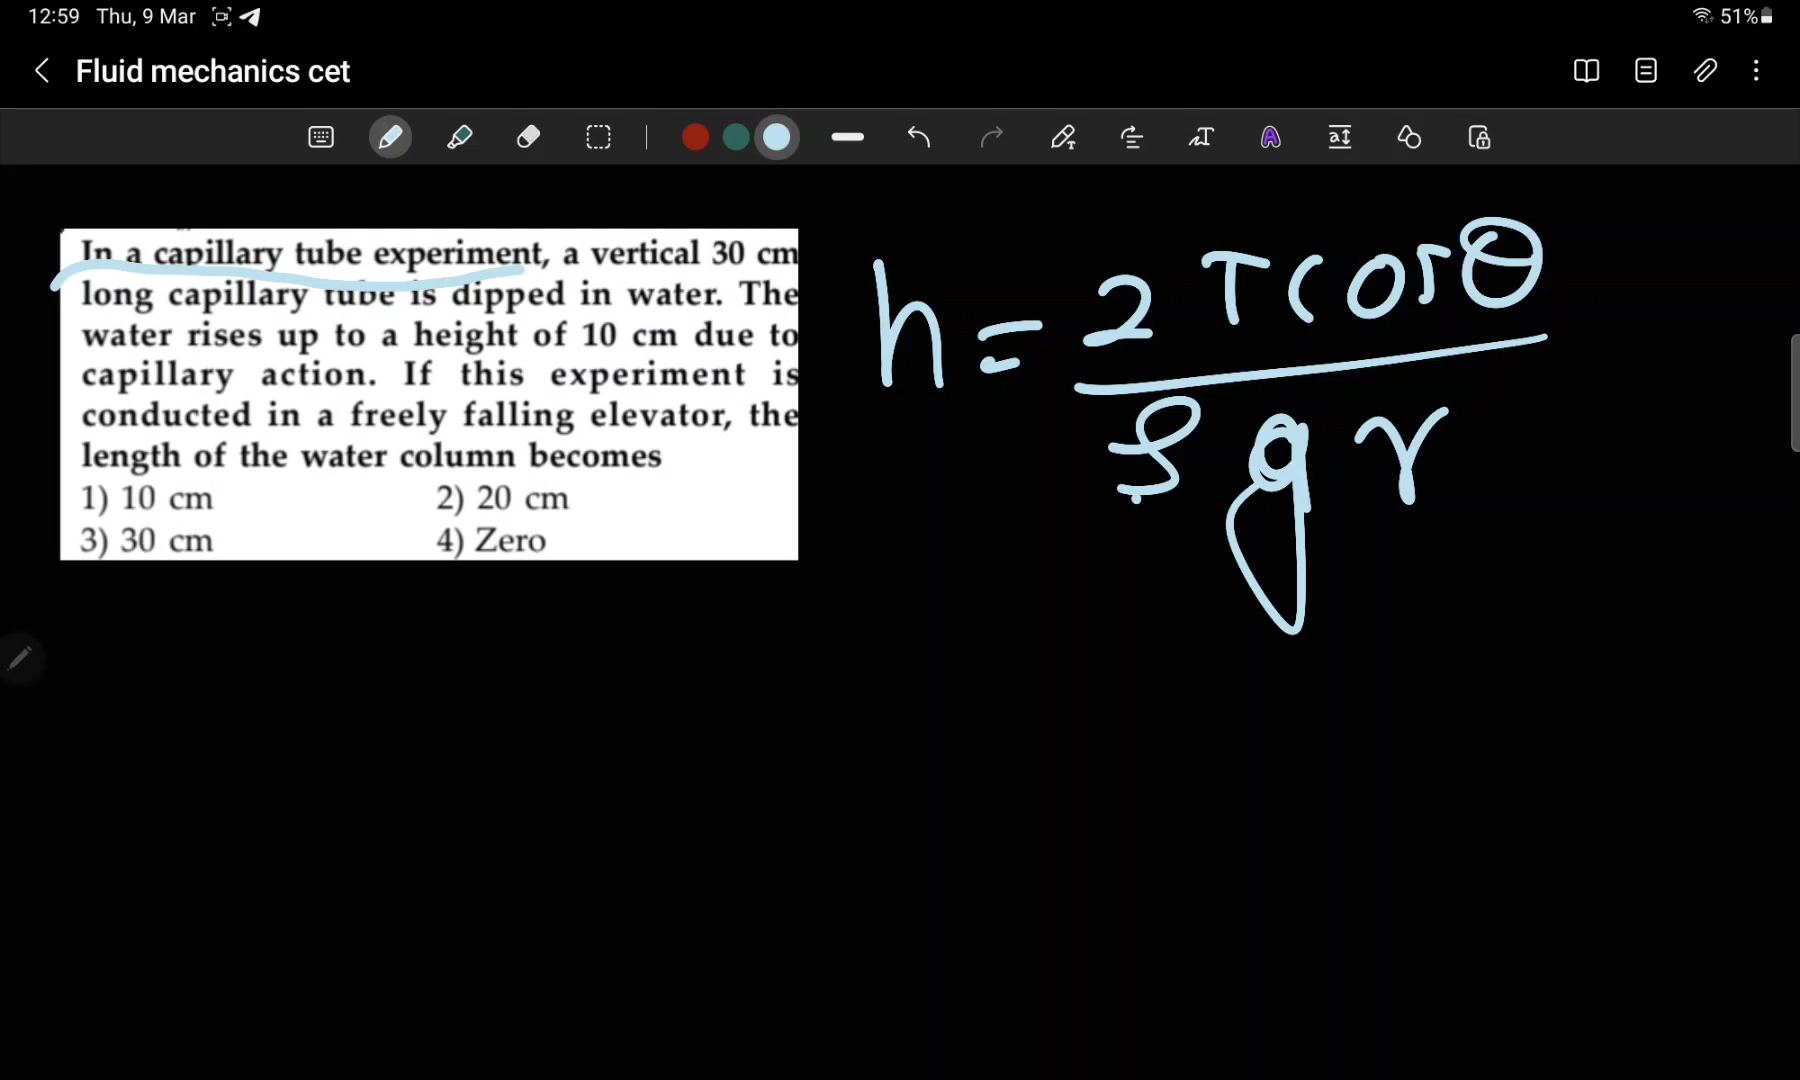 12:59 Thu, 9 Mar 51%
Fluid mechanics cet
In a capillary tube experiment, a vertical 30 cm
long capillary tube is dipped in water. The
water rises up to a height of 10 cm due to
capillary action. If this experiment is
conducted in a freely falling elevator, the
length of the water column becomes
1) 10 cm 2) 20 cm
3) 30 cm 4) Zero
h = 2 T cos θ
ρ g r